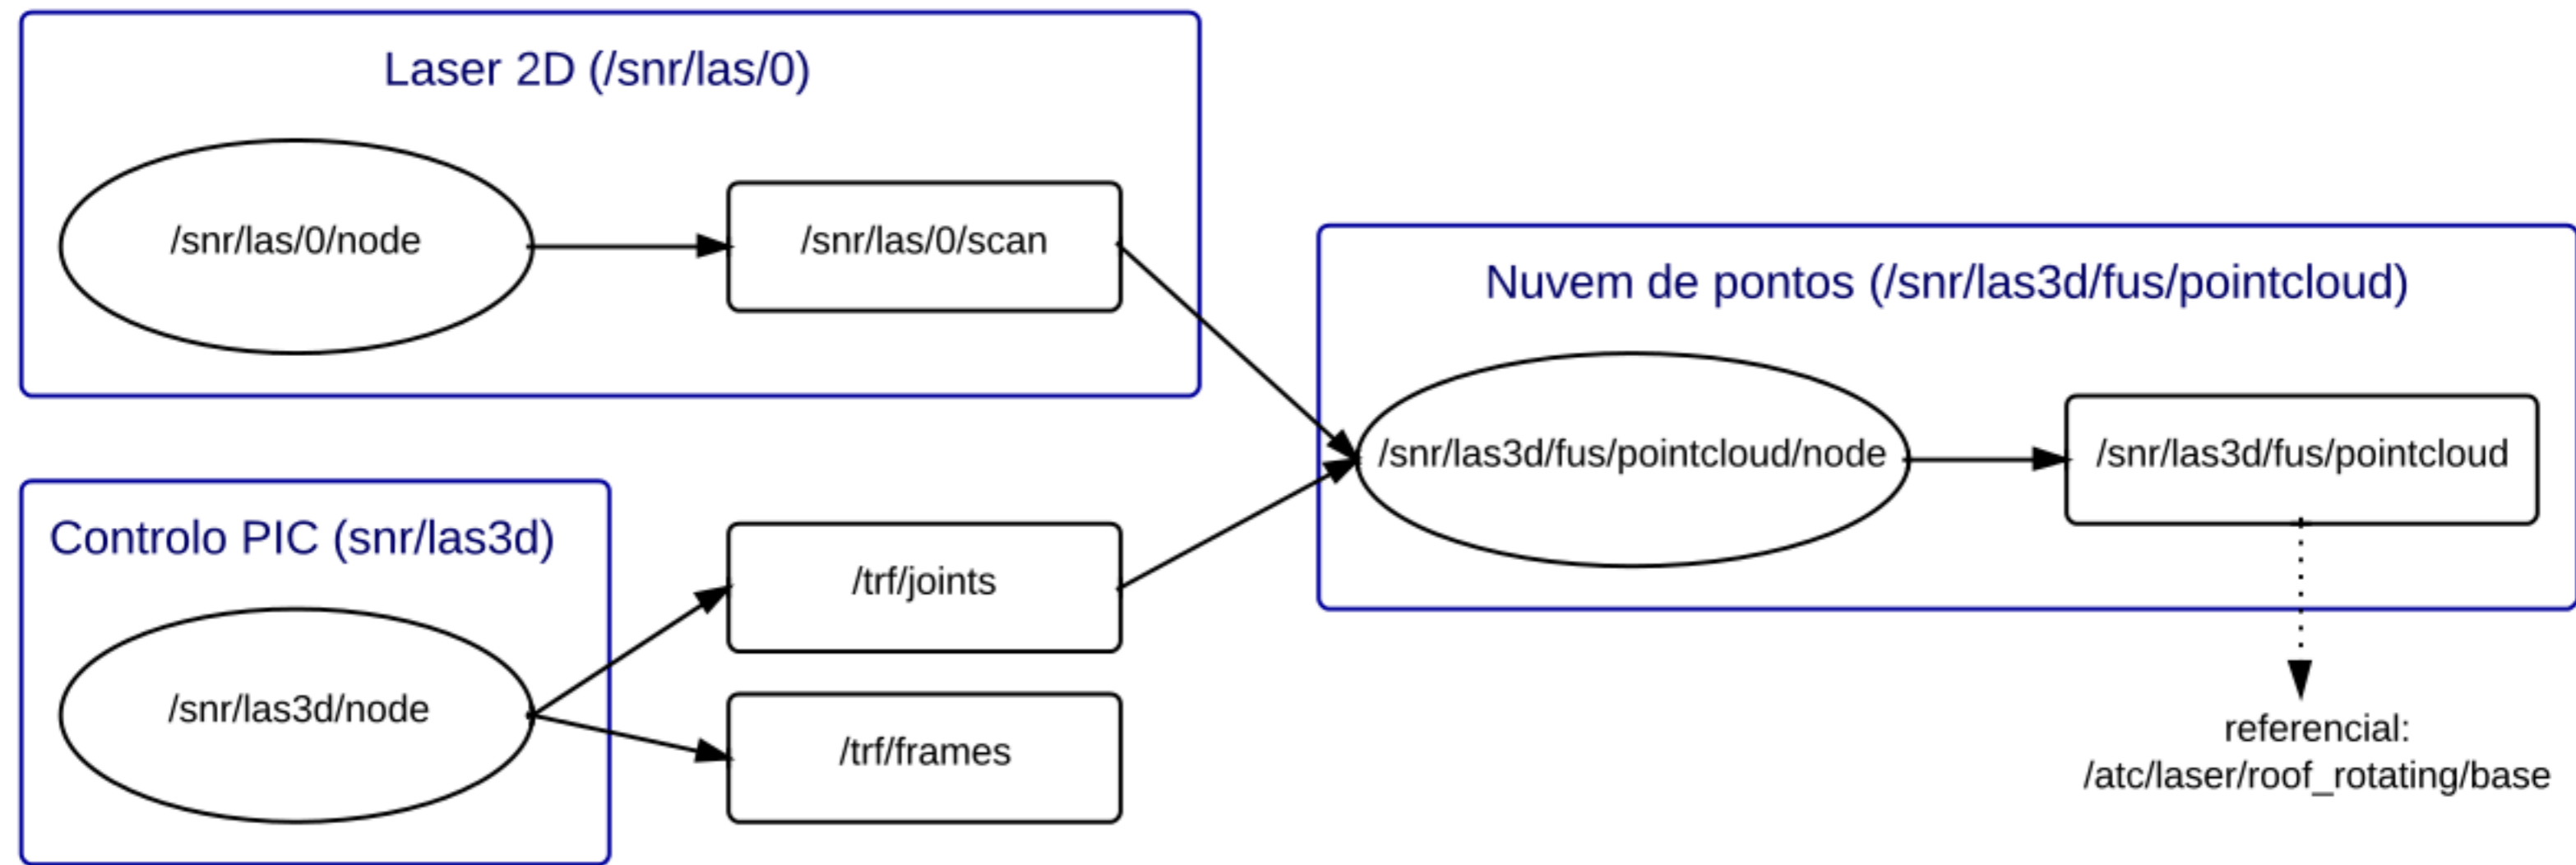 Laser 2D (/snr/las/0)
/snr/las/0/node
/snr/las/0/scan
Controlo PIC (snr/las3d)
/snr/las3d/node
/trf/joints
/trf/frames
Nuvem de pontos (/snr/las3d/fus/pointcloud)
/snr/las3d/fus/pointcloud/node
/snr/las3d/fus/pointcloud
referencial:
/atc/laser/roof_rotating/base